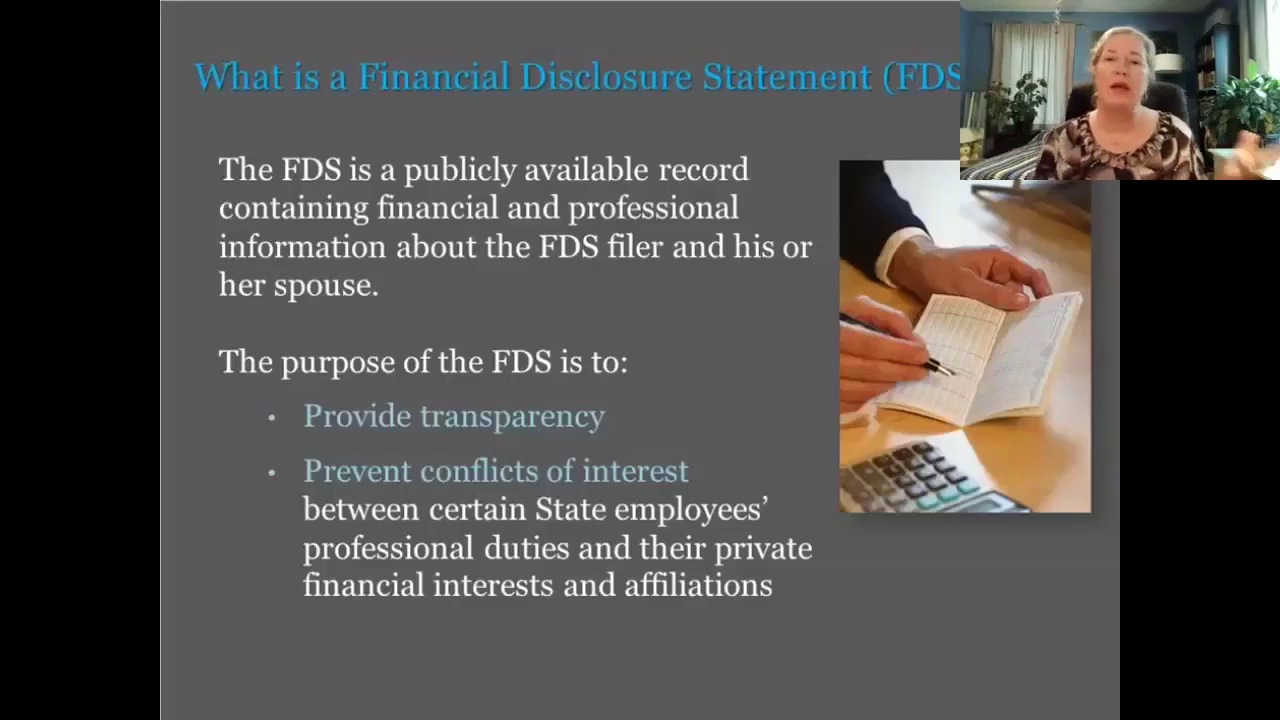 What is a Financial Disclosure Statement (FDS
The FDS is a publicly available record
containing financial and professional
information about the FDS filer and his or
her spouse.
The purpose of the FDS is to:
• Provide transparency
• Prevent conflicts of interest
between certain State employees’
professional duties and their private
financial interests and affiliations